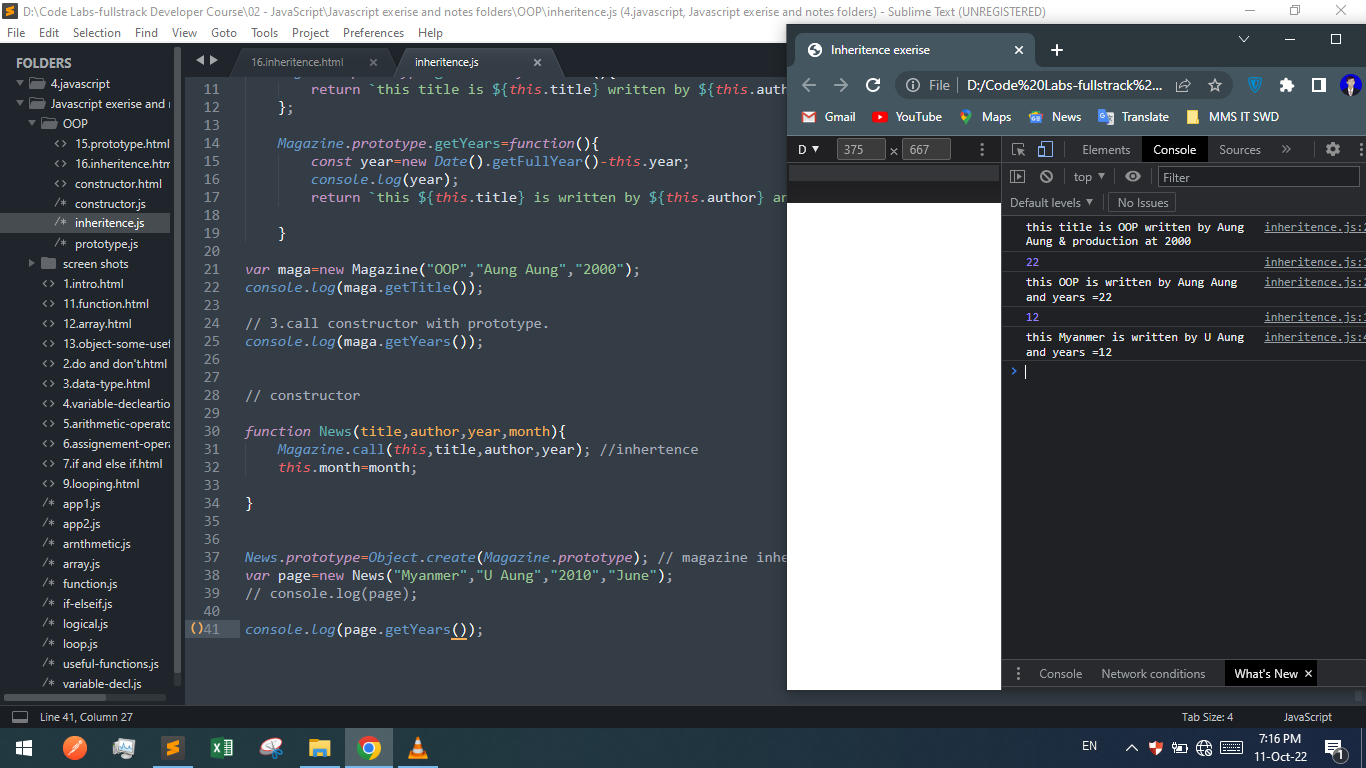 D:\Code Labs-fullstrack Developer Course\02 - JavaScript\Javascript exerise and notes folders\OOP\inheritence.js (4.javascript, Javascript exerise and notes folders) - Sublime Text (UNREGISTERED)
File Edit Selection Find View Goto Tools Project Preferences Help
FOLDERS
4.javascript
Javascript exerise and
OOP
15.prototype.html
16.inheritence.htm
constructor.html
/* constructor.js
/* inheritence.js
/* prototype.js
screen shots
1.intro.html
11.function.html
12.array.html
13.object-some-usef
2.do and don't.html
3.data-type.html
4.variable-decleartio
5.arithmetic-operato
6.assignement-opera
7.if and else if.html
9.looping.html
/* app1.js
/* app2.js
/* arnthmetic.js
/* array.js
/* function.js
/* if-elseif.js
/* logical.js
/* loop.js
/* useful-functions.js
/* variable-decl.js
16.inheritence.html × inheritence.js ×
11 return `this title is ${this.title} written by ${this.auth
12 };
13
14 Magazine.prototype.getYears=function(){
15 const year=new Date().getFullYear()-this.year;
16 console.log(year);
17 return `this ${this.title} is written by ${this.author} an
18
19 }
20
21 var maga=new Magazine("OOP","Aung Aung","2000");
22 console.log(maga.getTitle());
23
24 // 3.call constructor with prototype.
25 console.log(maga.getYears());
26
27
28 // constructor
29
30 function News(title,author,year,month){
31 Magazine.call(this,title,author,year); //inhertence
32 this.month=month;
33
34 }
35
36
37 News.prototype=Object.create(Magazine.prototype); // magazine inhe
38 var page=new News("Myanmer","U Aung","2010","June");
39 // console.log(page);
40
()41 console.log(page.getYears());
Inheritence exerise × +
File D:/Code%20Labs-fullstrack%2...
Gmail YouTube Maps News Translate MMS IT SWD
D ▼ 375 × 667
Elements Console Sources »
top ▼ Filter
Default levels ▼ No Issues
this title is OOP written by Aung inheritence.js:2
Aung & production at 2000
22 inheritence.js:1
this OOP is written by Aung Aung inheritence.js:2
and years =22
12 inheritence.js:1
this Myanmer is written by U Aung inheritence.js:4
and years =12
>
Console Network conditions What's New ×
Line 41, Column 27 Tab Size: 4 JavaScript
EN
7:16 PM
11-Oct-22
1